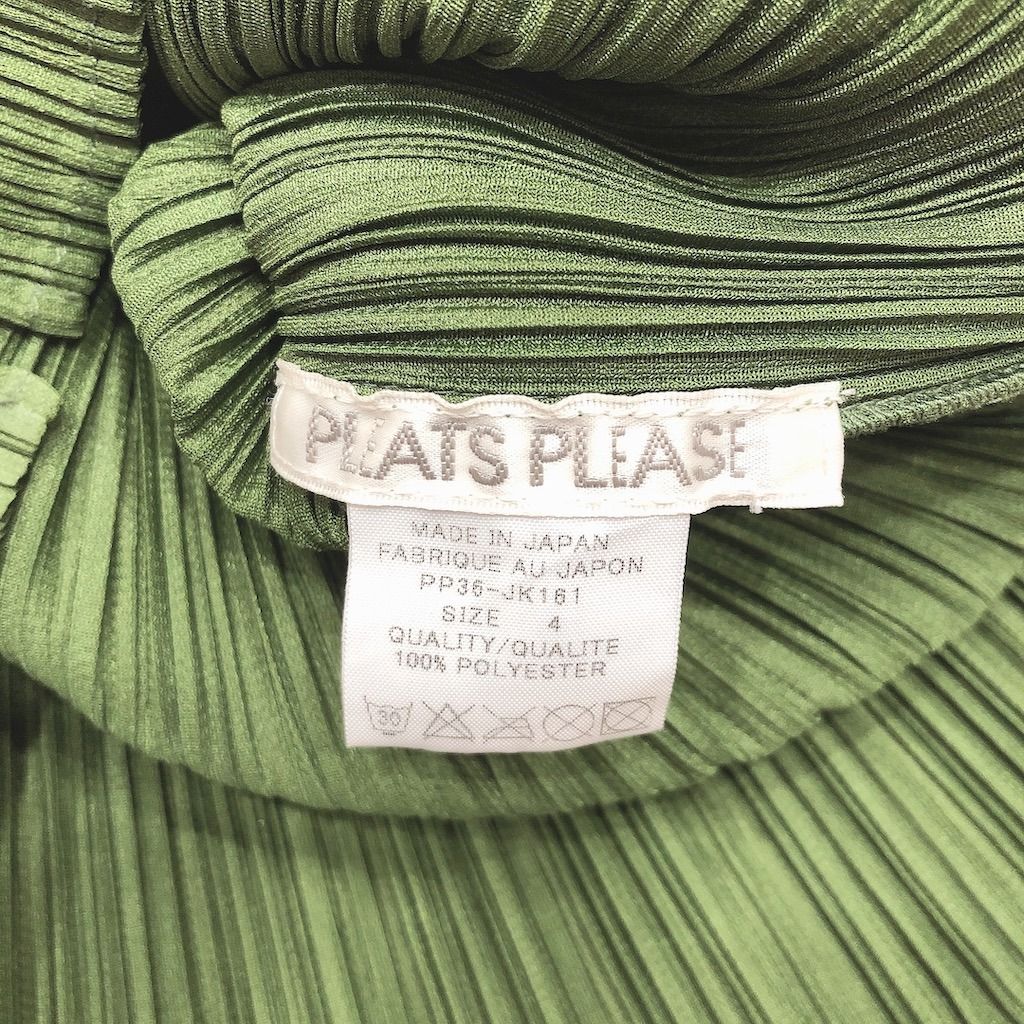 PLEATS PLEASE
MADE IN JAPAN
FABRIQUE AU JAPON
PP36-JK161
SIZE 4
QUALITY/QUALITE
100% POLYESTER
30